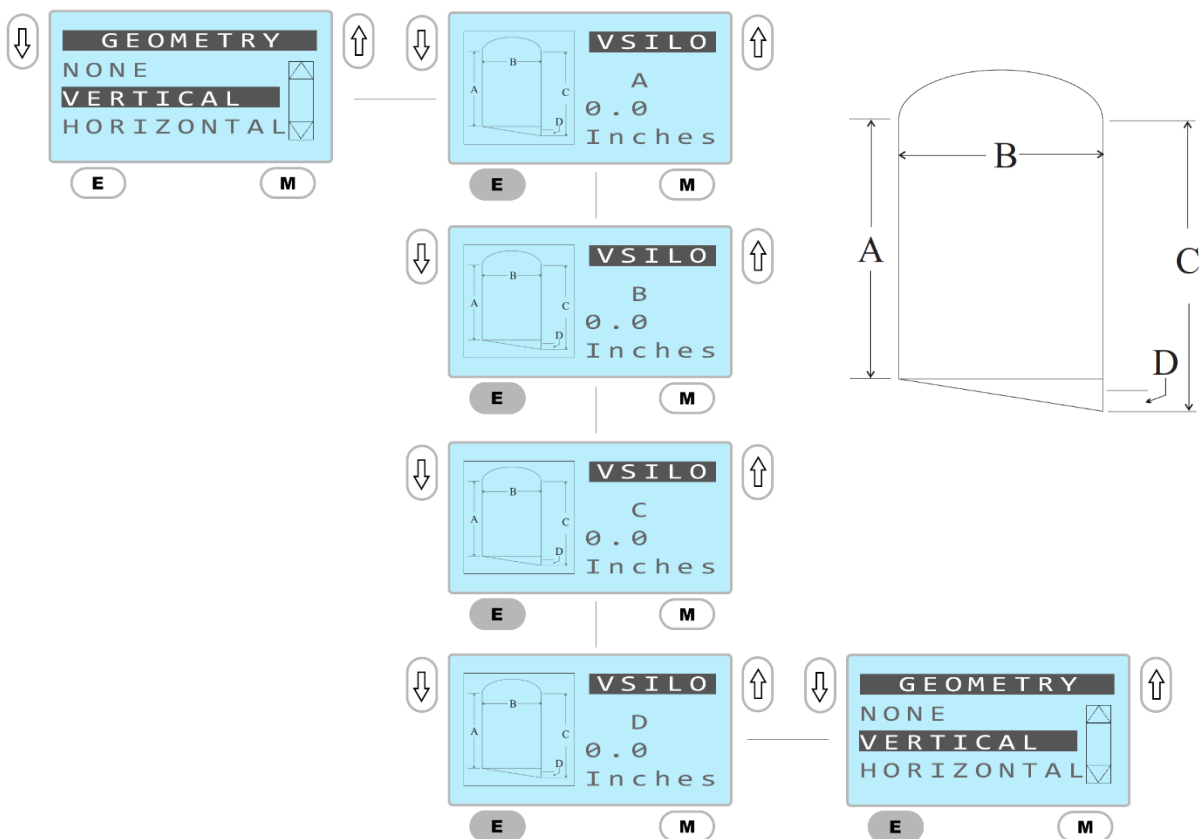 GEOMETRY
NONE
VERTICAL
HORIZONTAL
E
M
VSILO
A
0.0
Inches
A
B
C
D
E
M
VSILO
B
0.0
Inches
A
B
C
D
E
M
VSILO
C
0.0
Inches
A
B
C
D
E
M
VSILO
D
0.0
Inches
A
B
C
D
E
M
GEOMETRY
NONE
VERTICAL
HORIZONTAL
E
M
B
A
C
D